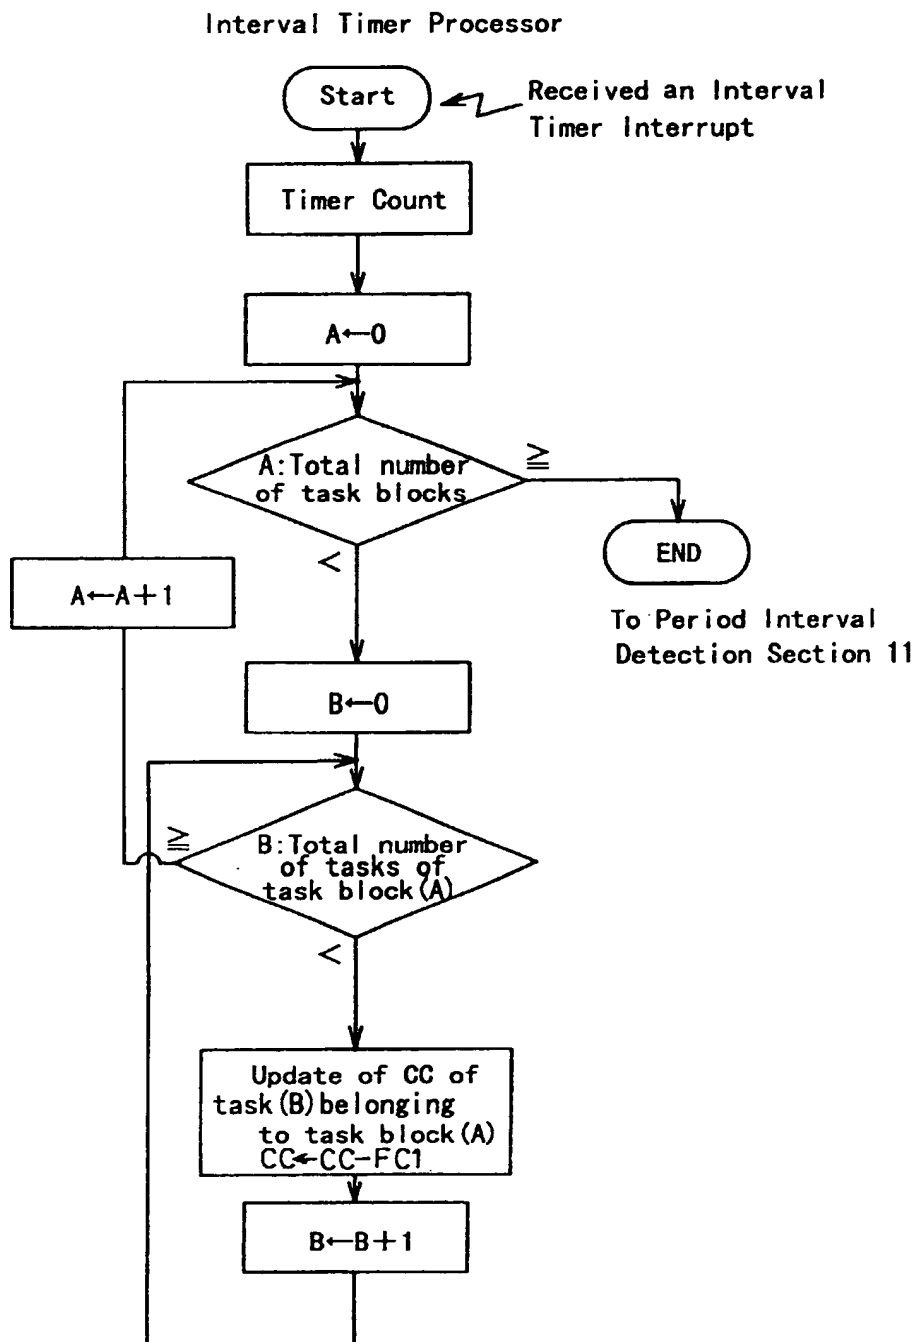 Interval Timer Processor
Start
Received an Interval
Timer Interrupt
Timer Count
A←0
A:Total number
of task blocks
≧
<
END
To Period Interval
Detection Section 11
A←A+1
B←0
B:Total number
of tasks of
task block(A)
≧
<
Update of CC of
task(B)belonging
to task block(A)
CC←CC−FC1
B←B+1